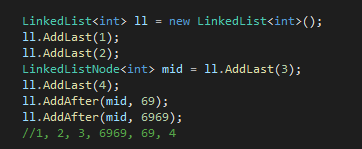 LinkedList<int> ll = new LinkedList<int>();
ll.AddLast(1);
ll.AddLast(2);
LinkedListNode<int> mid = ll.AddLast(3);
ll.AddLast(4);
ll.AddAfter(mid, 69);
ll.AddAfter(mid, 6969);
//1, 2, 3, 6969, 69, 4